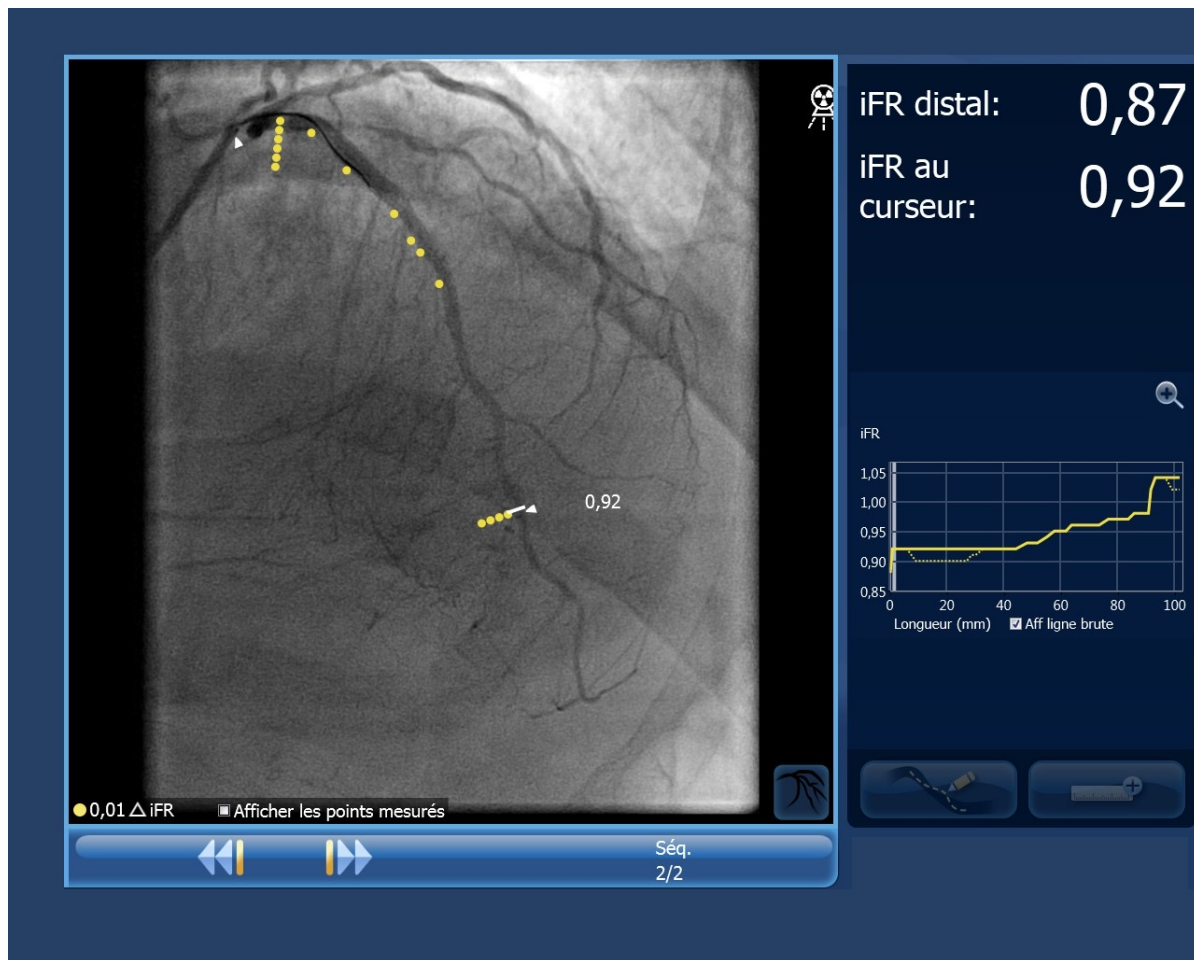 iFR distal: 0,87
iFR au curseur: 0,92
0,92
iFR
1,05
1,00
0,95
0,90
0,85
0 20 40 60 80 100
Longueur (mm) Aff ligne brute
0,01 △ iFR Afficher les points mesurés
Séq.
2/2